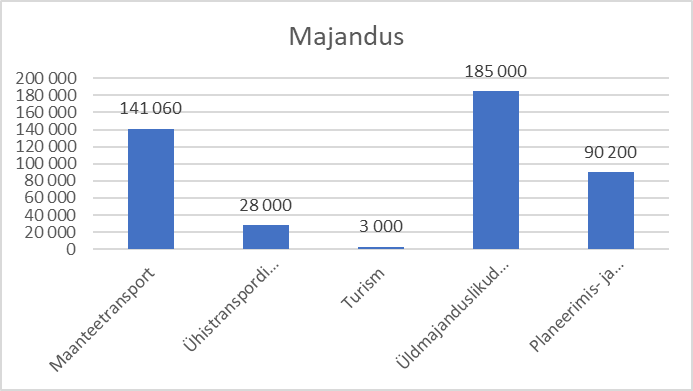 Majandus
200 000
180 000
160 000
140 000
120 000
100 000
80 000
60 000
40 000
20 000
0
141 060
28 000
3 000
185 000
90 200
Maanteetransport
Ühistranspordi...
Turism
Üldmajanduslikud...
Planeerimis- ja...